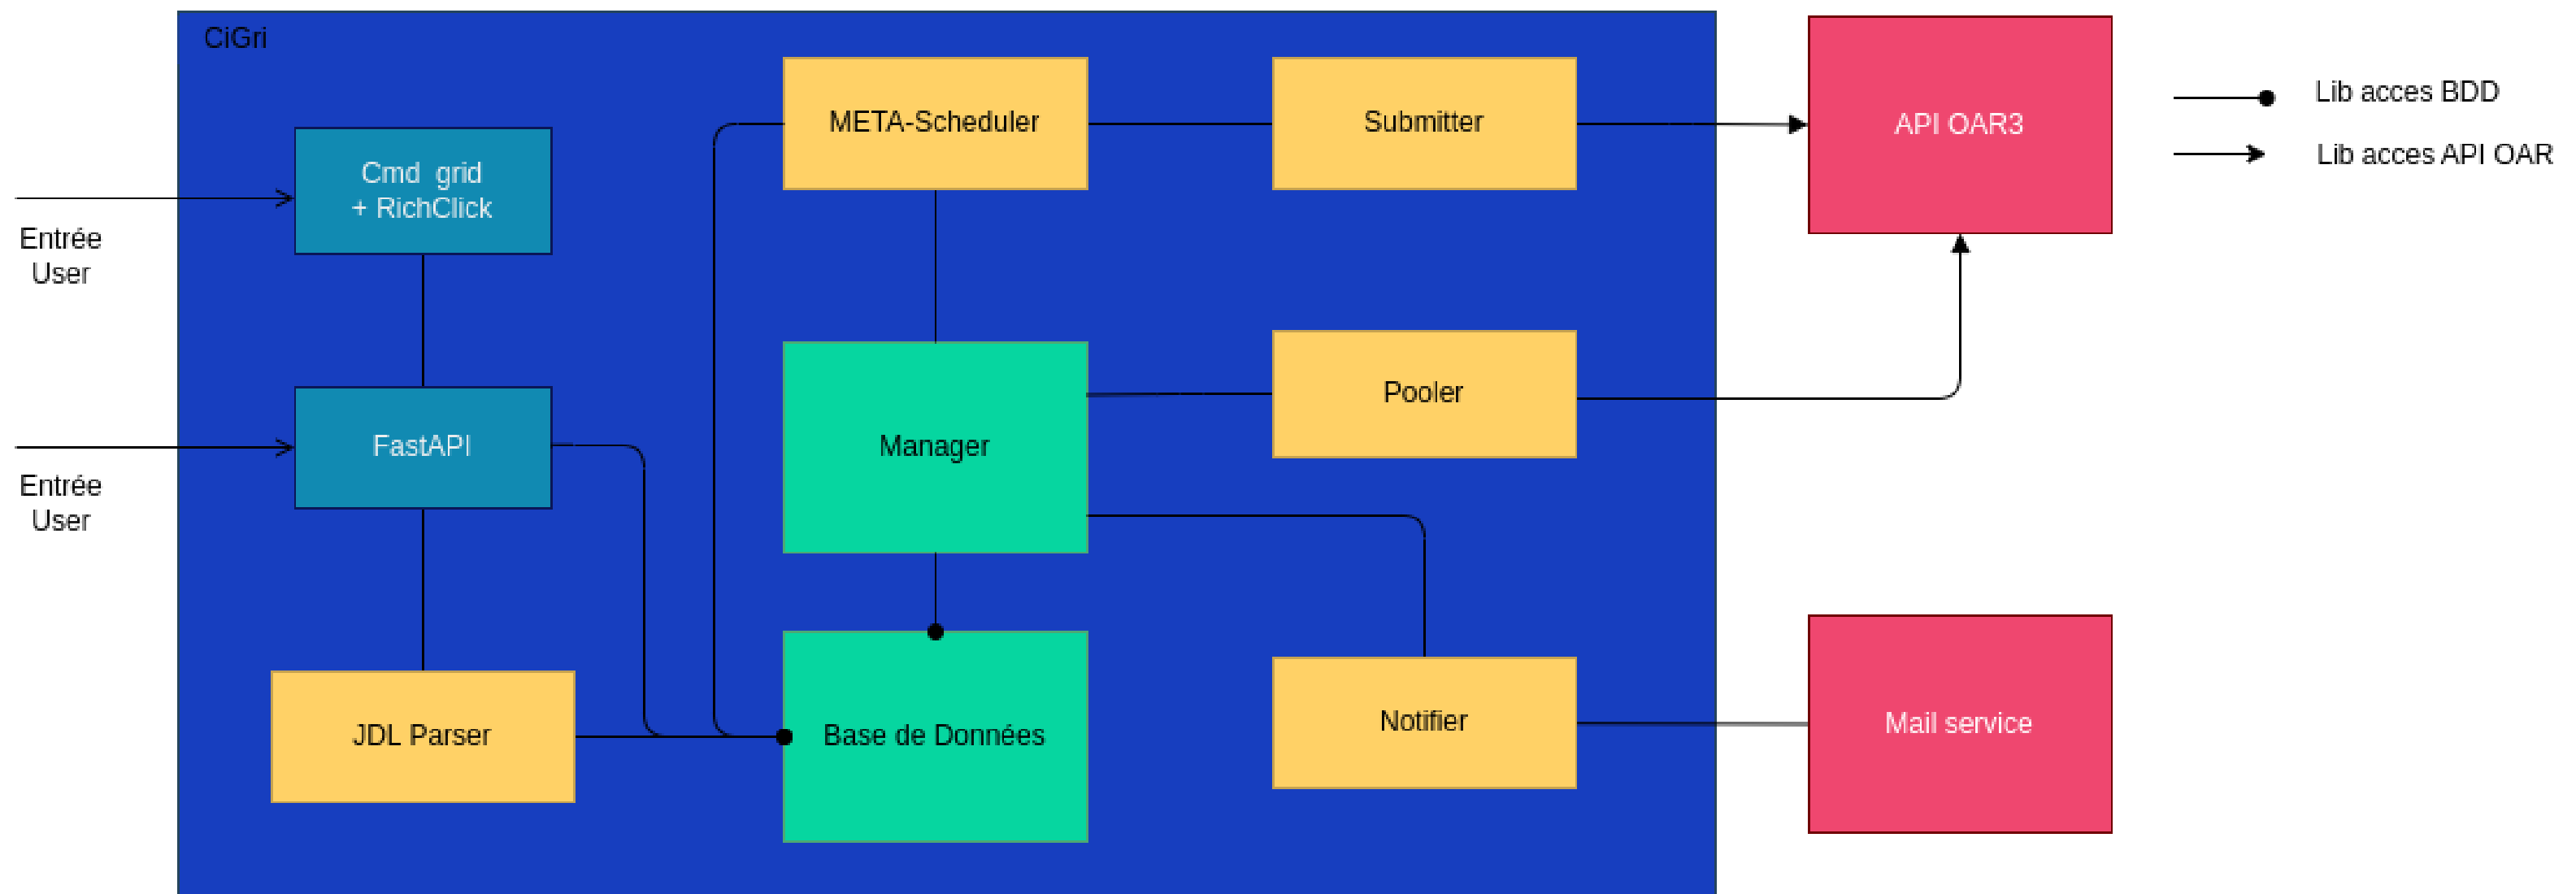 CiGri
Cmd grid
+ RichClick
Entrée
User
FastAPI
Entrée
User
JDL Parser
META-Scheduler
Submitter
Manager
Pooler
Base de Données
Notifier
API OAR3
Mail service
Lib acces BDD
Lib acces API OAR